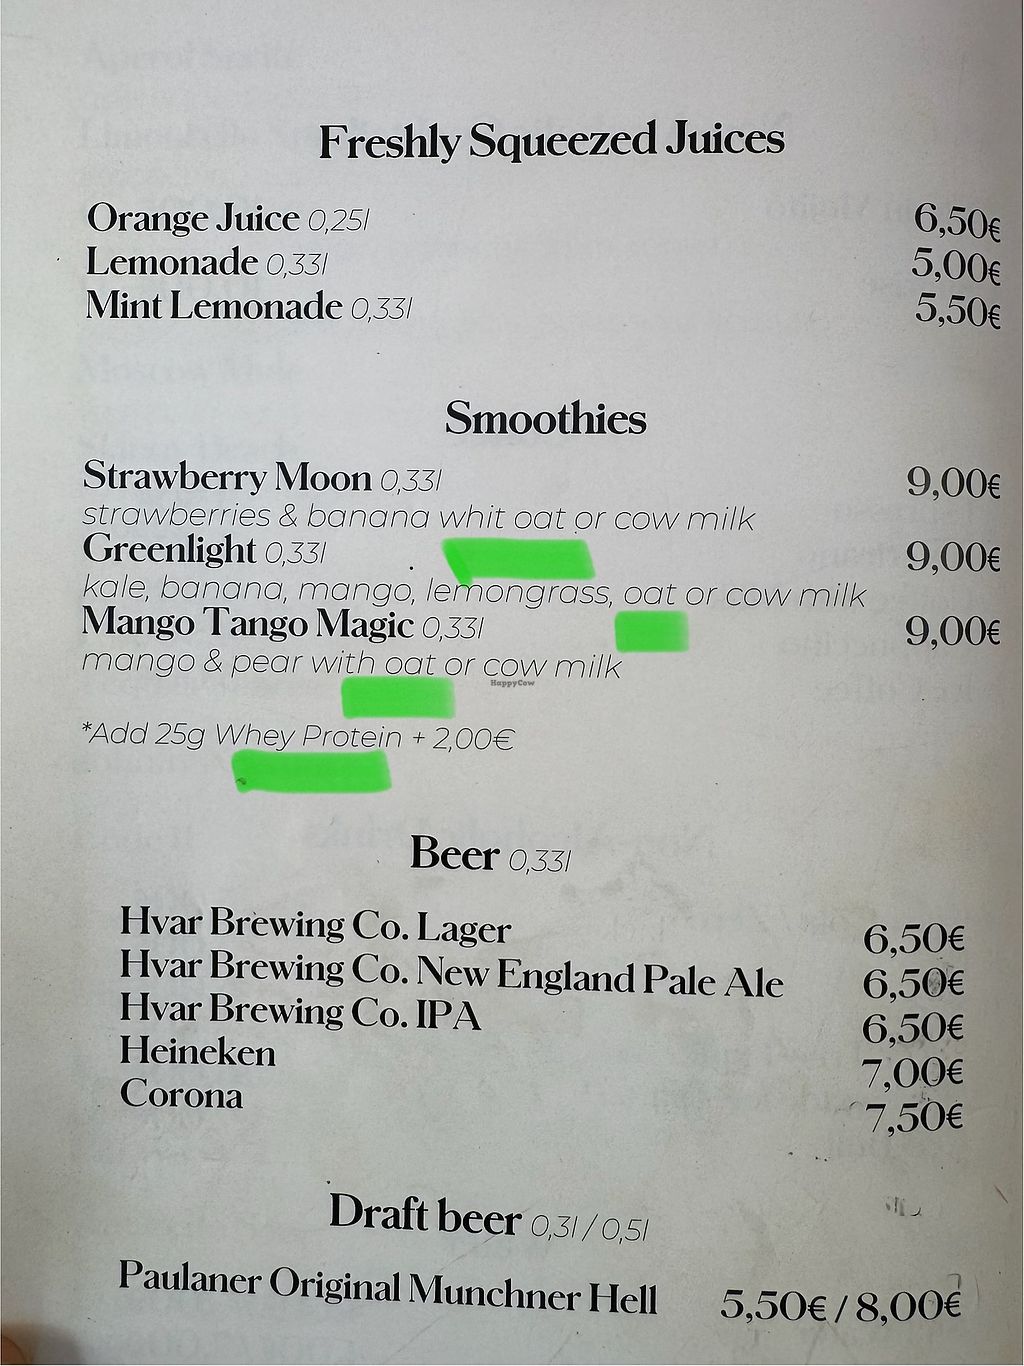 Freshly Squeezed Juices
Orange Juice 0,25l 6,50€
Lemonade 0,33l 5,00€
Mint Lemonade 0,33l 5,50€
Smoothies
Strawberry Moon 0,33l 9,00€
strawberries & banana whit oat or cow milk
Greenlight 0,33l 9,00€
kale, banana, mango, lemongrass, oat or cow milk
Mango Tango Magic 0,33l 9,00€
mango & pear with oat or cow milk
HappyCow
*Add 25g Whey Protein + 2,00€
Beer 0,33l
Hvar Brewing Co. Lager 6,50€
Hvar Brewing Co. New England Pale Ale 6,50€
Hvar Brewing Co. IPA 6,50€
Heineken 7,00€
Corona 7,50€
Draft beer 0,3l / 0,5l
Paulaner Original Munchner Hell 5,50€ / 8,00€